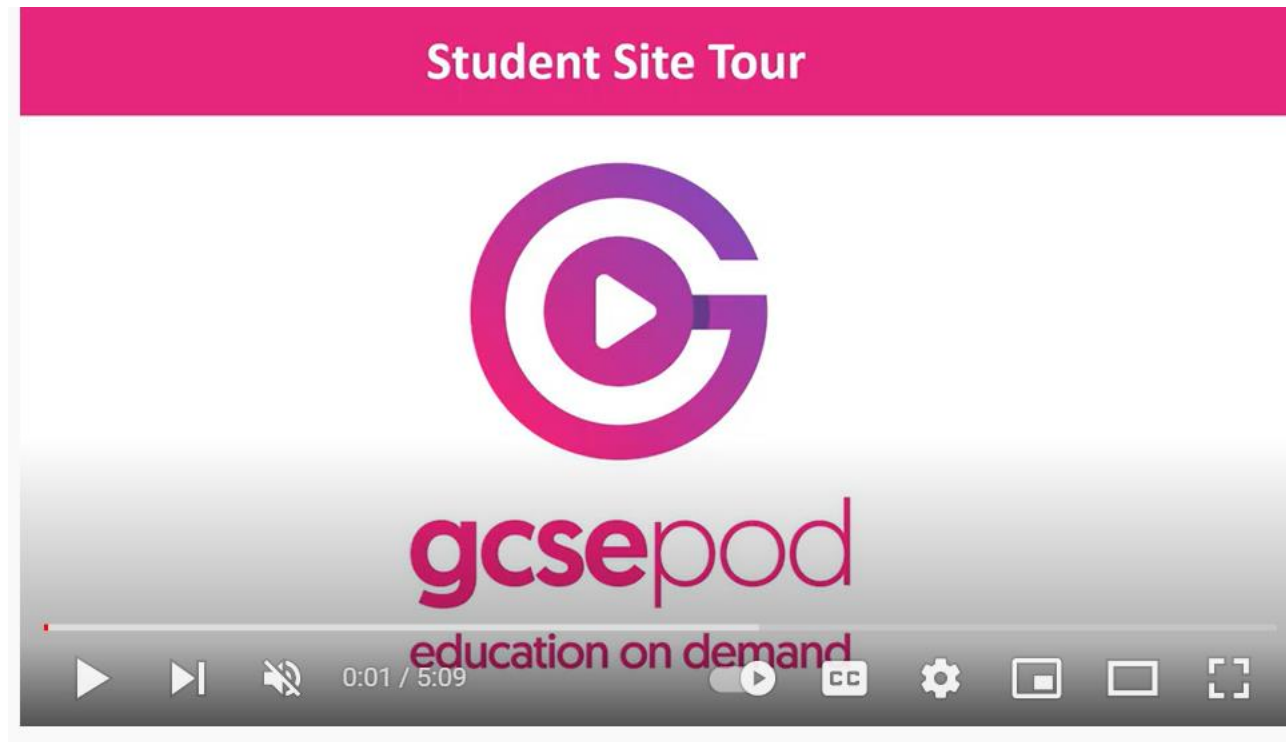 Student Site Tour
gcsepod
education on demand
0:01 / 5:09
CC